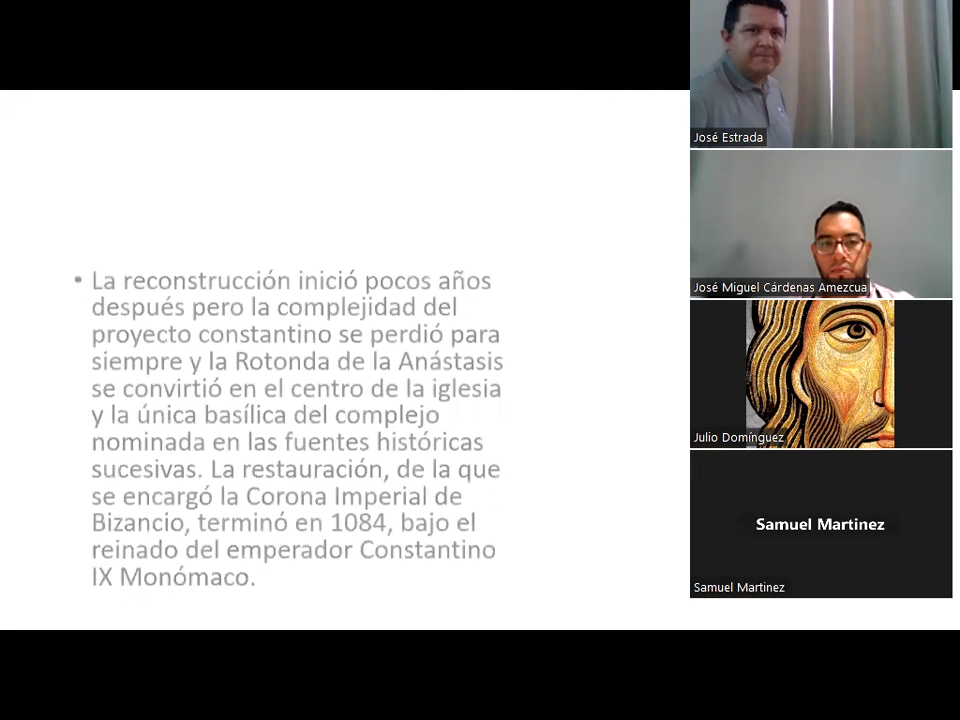 • La reconstrucción inició pocos años
después pero la complejidad del
proyecto constantino se perdió para
siempre y la Rotonda de la Anástasis
se convirtió en el centro de la iglesia
y la única basílica del complejo
nominada en las fuentes históricas
sucesivas. La restauración, de la que
se encargó la Corona Imperial de
Bizancio, terminó en 1084, bajo el
reinado del emperador Constantino
IX Monómaco.
José Estrada
José Miguel Cárdenas Amezcua
Julio Domínguez
Samuel Martinez
Samuel Martinez